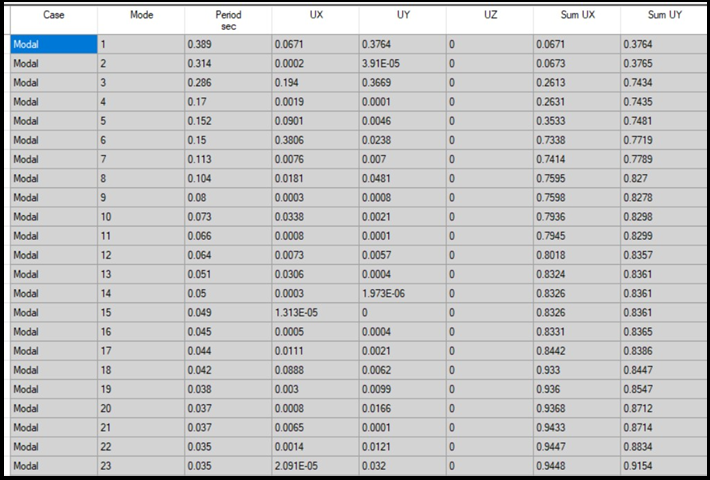 Case Mode Period sec UX UY UZ Sum UX Sum UY
Modal 1 0.389 0.0671 0.3764 0 0.0671 0.3764
Modal 2 0.314 0.0002 3.91E-05 0 0.0673 0.3765
Modal 3 0.286 0.194 0.3669 0 0.2613 0.7434
Modal 4 0.17 0.0019 0.0001 0 0.2631 0.7435
Modal 5 0.152 0.0901 0.0046 0 0.3533 0.7481
Modal 6 0.15 0.3806 0.0238 0 0.7338 0.7719
Modal 7 0.113 0.0076 0.007 0 0.7414 0.7789
Modal 8 0.104 0.0181 0.0481 0 0.7595 0.827
Modal 9 0.08 0.0003 0.0008 0 0.7598 0.8278
Modal 10 0.073 0.0338 0.0021 0 0.7936 0.8298
Modal 11 0.066 0.0008 0.0001 0 0.7945 0.8299
Modal 12 0.064 0.0073 0.0057 0 0.8018 0.8357
Modal 13 0.051 0.0306 0.0004 0 0.8324 0.8361
Modal 14 0.05 0.0003 1.973E-06 0 0.8326 0.8361
Modal 15 0.049 1.313E-05 0 0 0.8326 0.8361
Modal 16 0.045 0.0005 0.0004 0 0.8331 0.8365
Modal 17 0.044 0.0111 0.0021 0 0.8442 0.8386
Modal 18 0.042 0.0888 0.0062 0 0.933 0.8447
Modal 19 0.038 0.003 0.0099 0 0.936 0.8547
Modal 20 0.037 0.0008 0.0166 0 0.9368 0.8712
Modal 21 0.037 0.0065 0.0001 0 0.9433 0.8714
Modal 22 0.035 0.0014 0.0121 0 0.9447 0.8834
Modal 23 0.035 2.091E-05 0.032 0 0.9448 0.9154